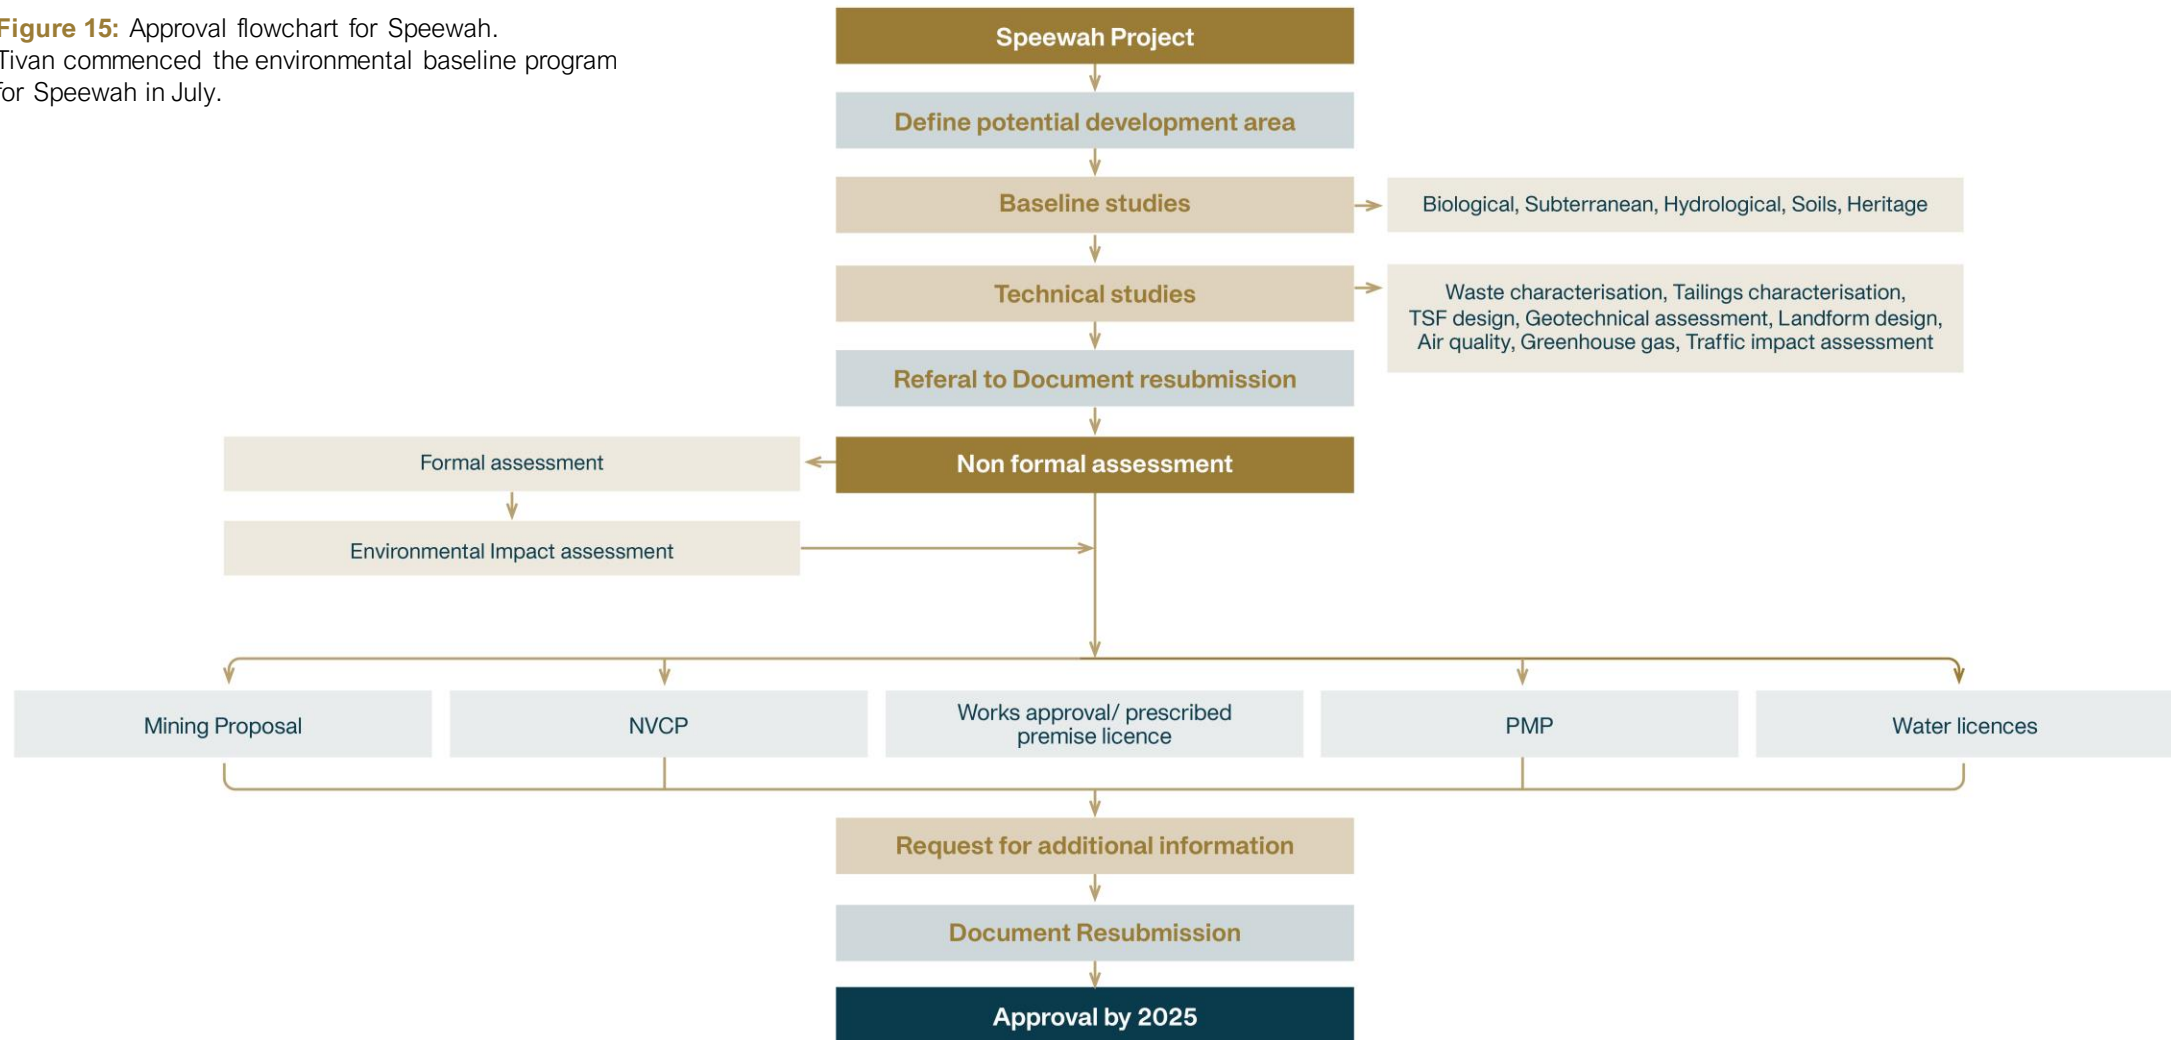 Figure 15: Approval flowchart for Speewah.
Tivan commenced the environmental baseline program
for Speewah in July.
Speewah Project
Define potential development area
Baseline studies
Biological, Subterranean, Hydrological, Soils, Heritage
Technical studies
Waste characterisation, Tailings characterisation,
TSF design, Geotechnical assessment, Landform design,
Air quality, Greenhouse gas, Traffic impact assessment
Referal to Document resubmission
Formal assessment
Non formal assessment
Environmental Impact assessment
Mining Proposal
NVCP
Works approval/ prescribed
premise licence
PMP
Water licences
Request for additional information
Document Resubmission
Approval by 2025